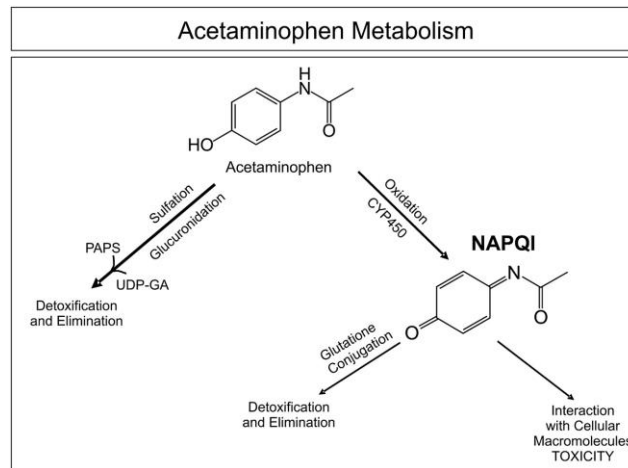 Acetaminophen Metabolism
H
N
O
HO
Acetaminophen
Sulfation
Glucuronidation
PAPS
UDP-GA
Detoxification
and Elimination
Oxidation
CYP450
NAPQI
N
O
O
Glutatione
Conjugation
Detoxification
and Elimination
Interaction
with Cellular
Macromolecules
TOXICITY